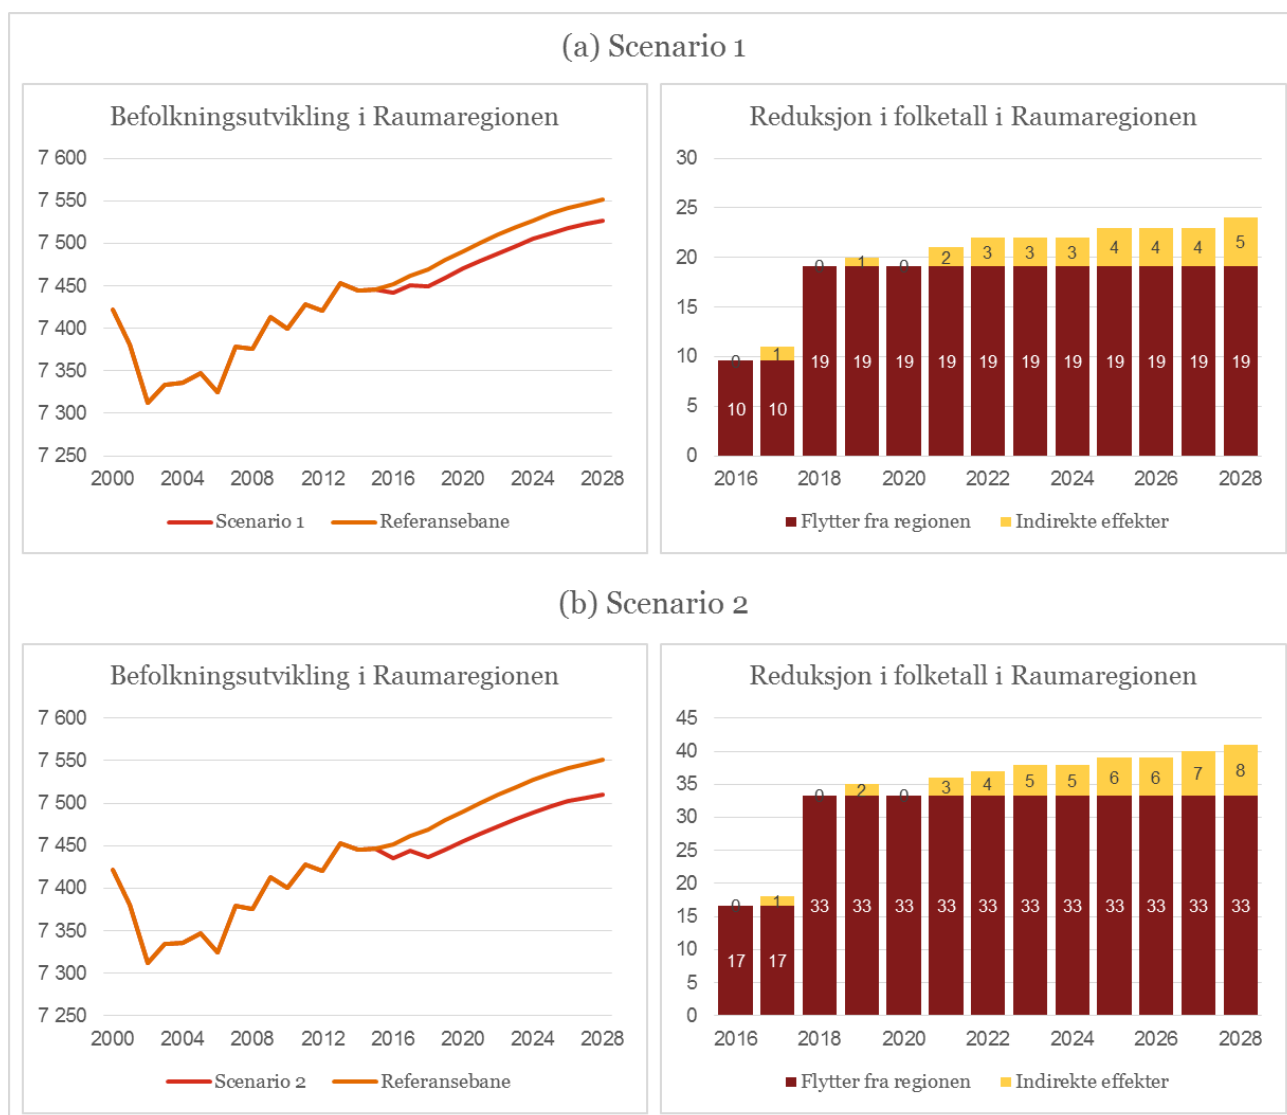 (a) Scenario 1
Befolkningsutvikling i Raumaregionen
7 600
7 550
7 500
7 450
7 400
7 350
7 300
7 250
2000 2004 2008 2012 2016 2020 2024 2028
Scenario 1 Referansebane
Reduksjon i folketall i Raumaregionen
30
25
20
15
10
5
0
0 1 0 1 0 2 3 3 3 4 4 4 5
10 10 19 19 19 19 19 19 19 19 19 19 19
2016 2018 2020 2022 2024 2026 2028
Flytter fra regionen Indirekte effekter
(b) Scenario 2
Befolkningsutvikling i Raumaregionen
7 600
7 550
7 500
7 450
7 400
7 350
7 300
7 250
2000 2004 2008 2012 2016 2020 2024 2028
Scenario 2 Referansebane
Reduksjon i folketall i Raumaregionen
45
40
35
30
25
20
15
10
5
0
0 1 0 2 0 3 4 5 5 6 6 7 8
17 17 33 33 33 33 33 33 33 33 33 33 33
2016 2018 2020 2022 2024 2026 2028
Flytter fra regionen Indirekte effekter